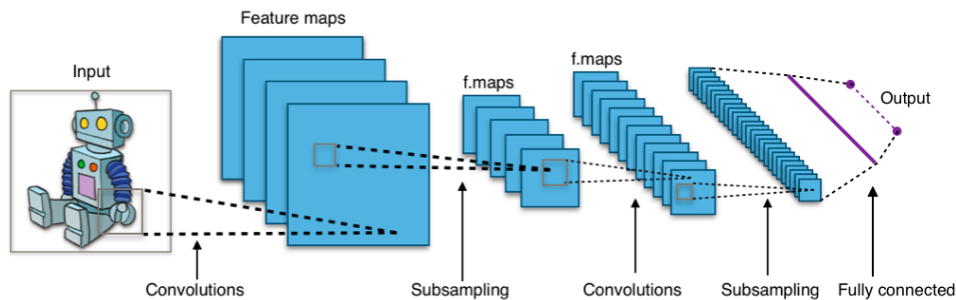 Feature maps
Input
f.maps
f.maps
Output
Convolutions
Subsampling
Convolutions
Subsampling
Fully connected